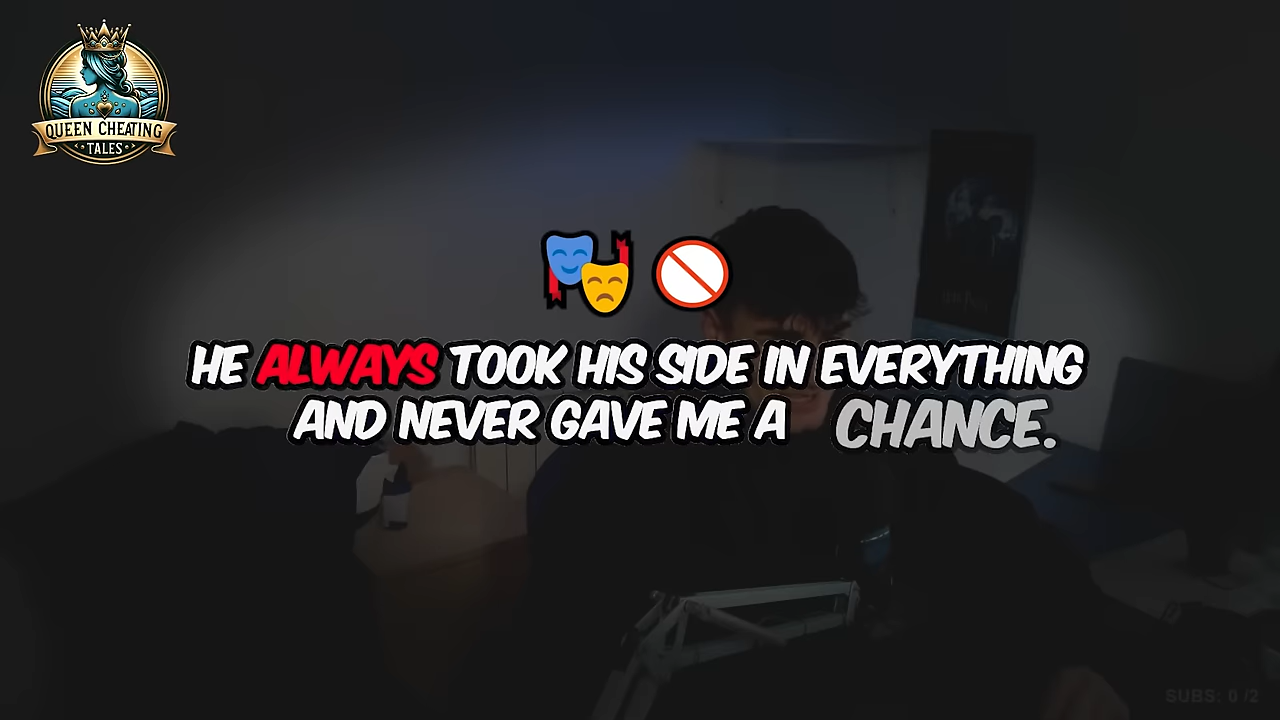 QUEEN CHEATING
TALES
HE ALWAYS TOOK HIS SIDE IN EVERYTHING
AND NEVER GAVE ME A CHANCE.
SUBS: 0 /2